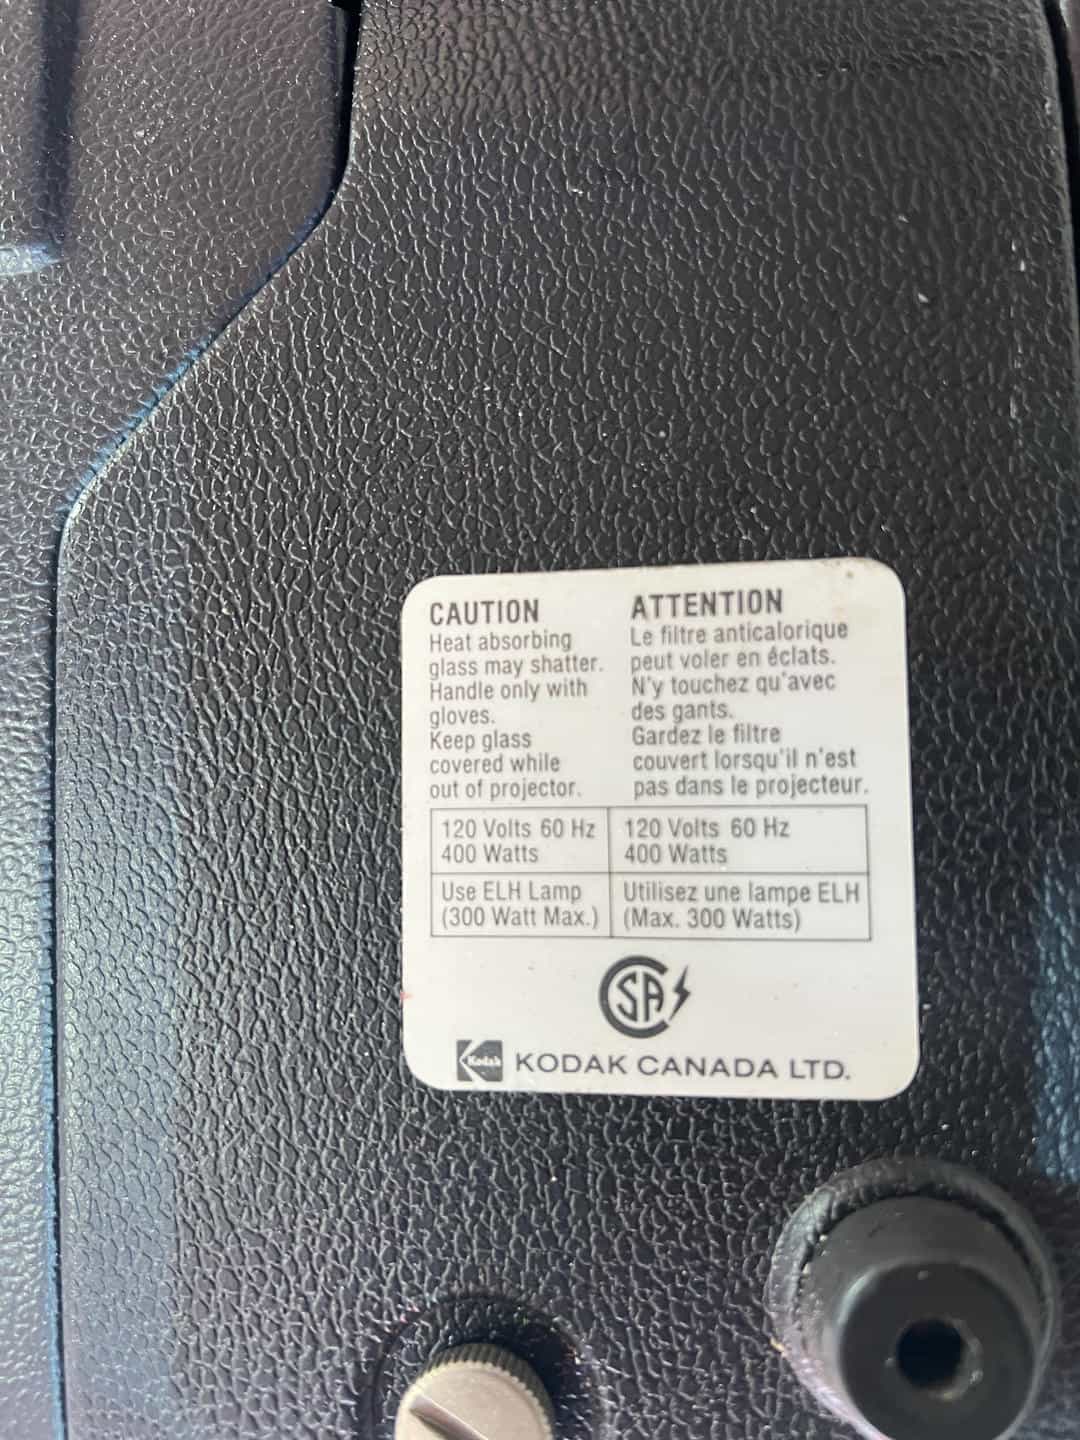 CAUTION
Heat absorbing
glass may shatter.
Handle only with
gloves.
Keep glass
covered while
out of projector.
ATTENTION
Le filtre anticalorique
peut voler en éclats.
N'y touchez qu'avec
des gants.
Gardez le filtre
couvert lorsqu'il n'est
pas dans le projecteur.
120 Volts 60 Hz
400 Watts
120 Volts 60 Hz
400 Watts
Use ELH Lamp
(300 Watt Max.)
Utilisez une lampe ELH
(Max. 300 Watts)
CSA
Kodak KODAK CANADA LTD.